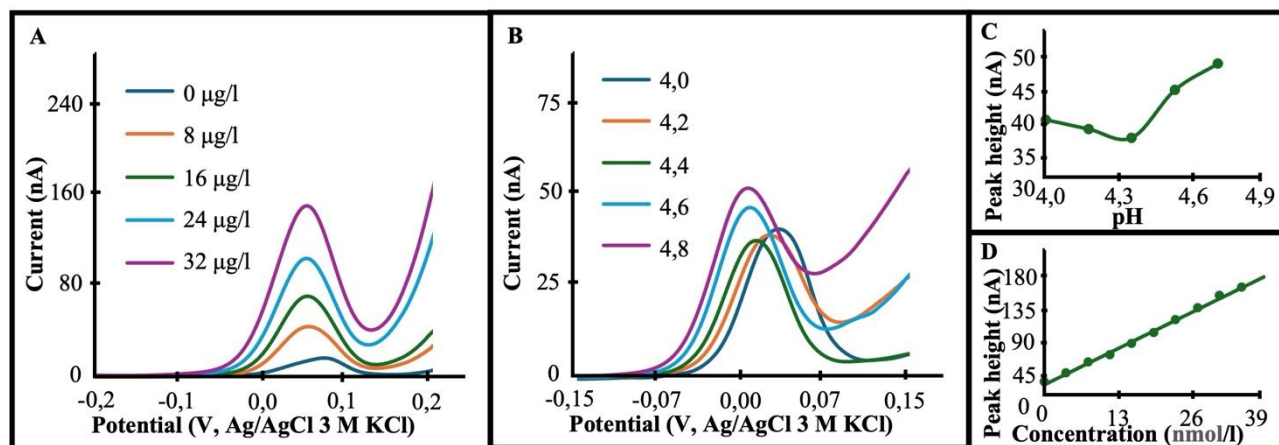 A
Current (nA)
240
160
80
0
0 µg/l
8 µg/l
16 µg/l
24 µg/l
32 µg/l
-0,2
-0,1
0,0
0,1
0,2
Potential (V, Ag/AgCl 3 M KCl)
B
Current (nA)
75
50
25
0
4,0
4,2
4,4
4,6
4,8
-0,15
-0,07
0,00
0,07
0,15
Potential (V, Ag/AgCl 3 M KCl)
C
Peak height (nA)
50
45
40
35
30
4,0
4,3
4,6
4,9
pH
D
Peak height (nA)
180
135
90
45
0
0
13
26
39
Concentration (nmol/l)